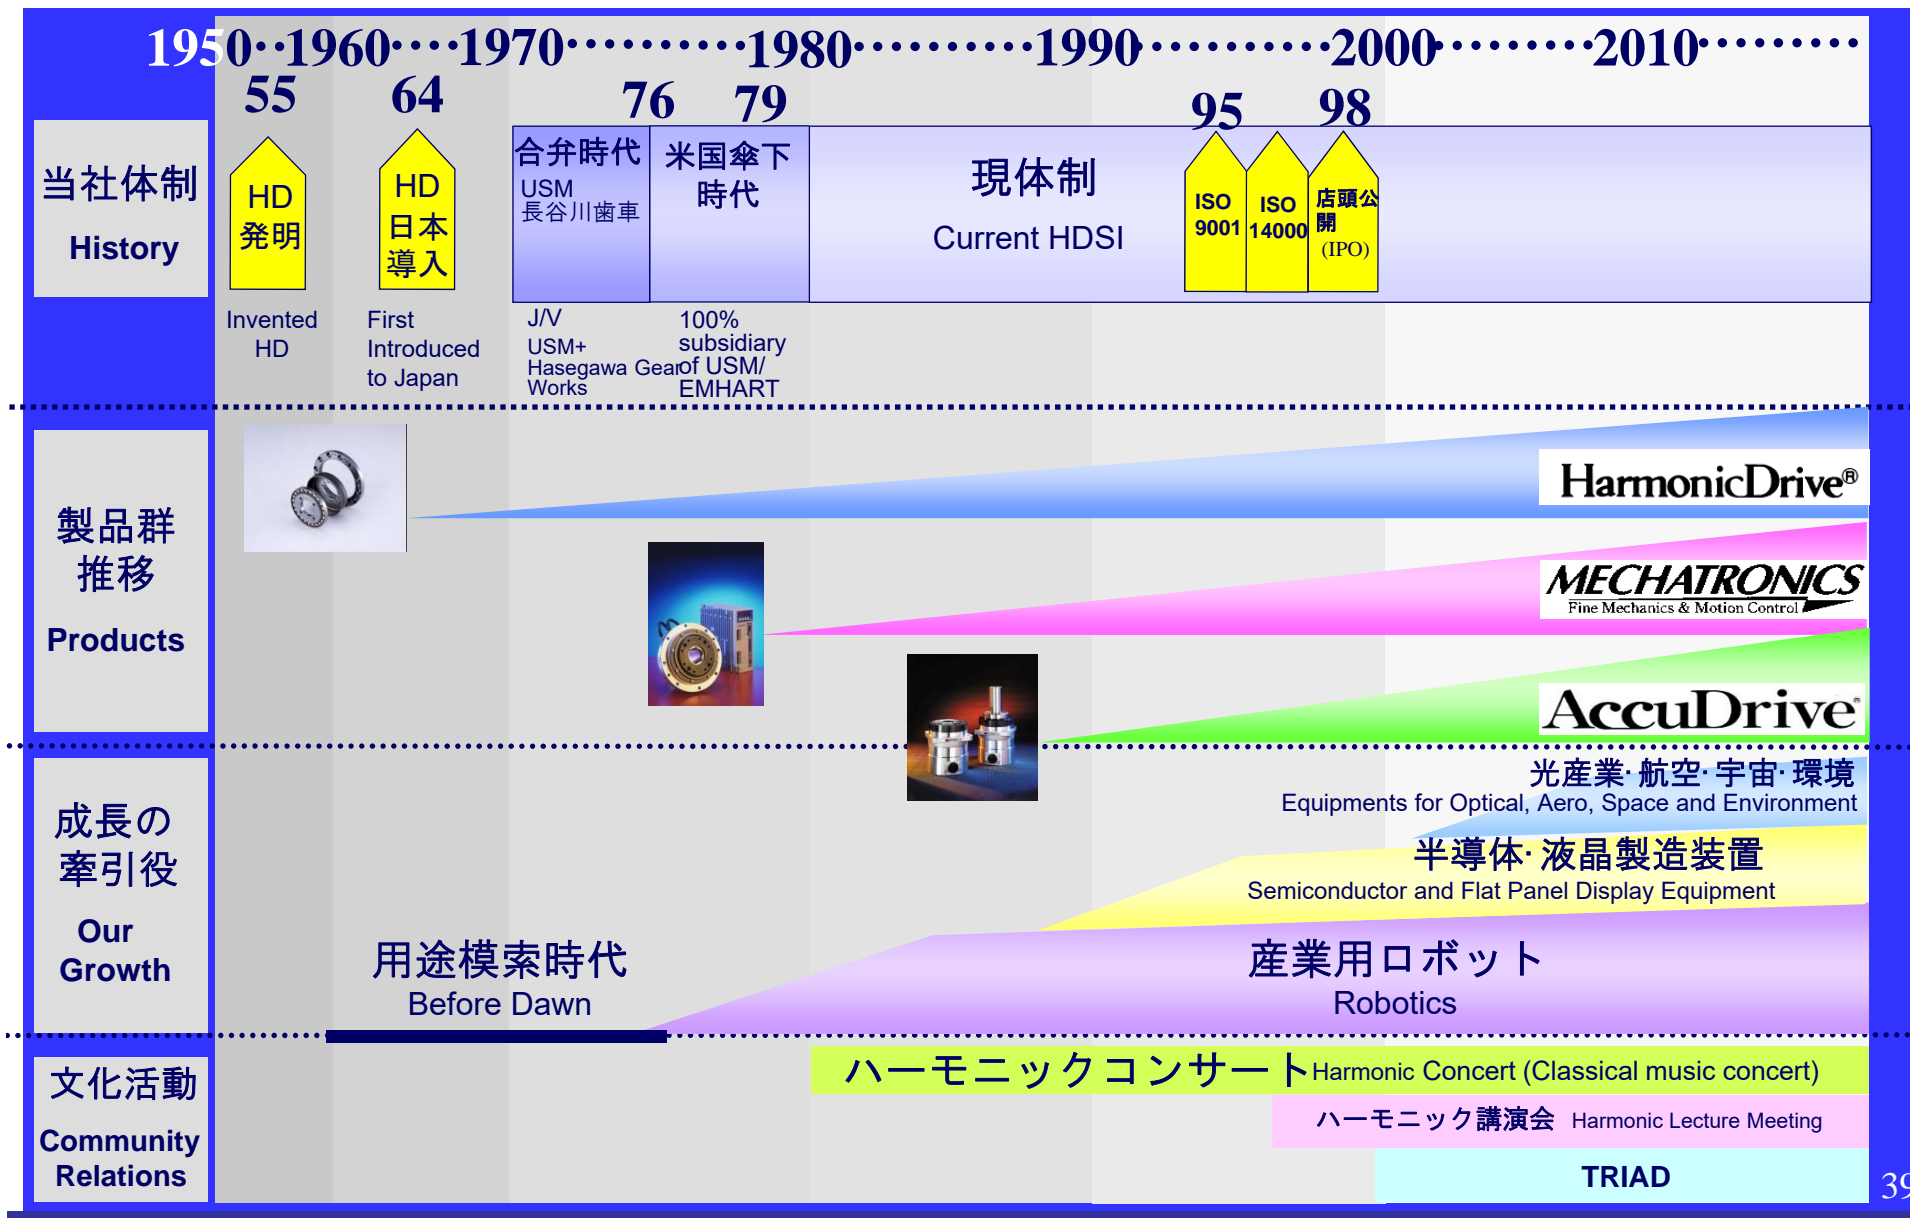 1950··1960····1970·········1980·········1990·········2000········2010········
55
64
76
79
95
98
当社体制
History
HD
発明
HD
日本
導入
合弁時代
USM
長谷川歯車
米国傘下
時代
現体制
Current HDSI
ISO
9001
ISO
14000
店頭公
開
(IPO)
Invented
HD
First
Introduced
to Japan
J/V
USM+
Hasegawa Gear
Works
100%
subsidiary
of USM/
EMHART
製品群
推移
Products
HarmonicDrive®
MECHATRONICS
Fine Mechanics & Motion Control
AccuDrive®
成長の
牽引役
Our
Growth
光産業·航空·宇宙·環境
Equipments for Optical, Aero, Space and Environment
半導体·液晶製造装置
Semiconductor and Flat Panel Display Equipment
用途模索時代
Before Dawn
産業用ロボット
Robotics
文化活動
Community
Relations
ハーモニックコンサート Harmonic Concert (Classical music concert)
ハーモニック講演会 Harmonic Lecture Meeting
TRIAD
39